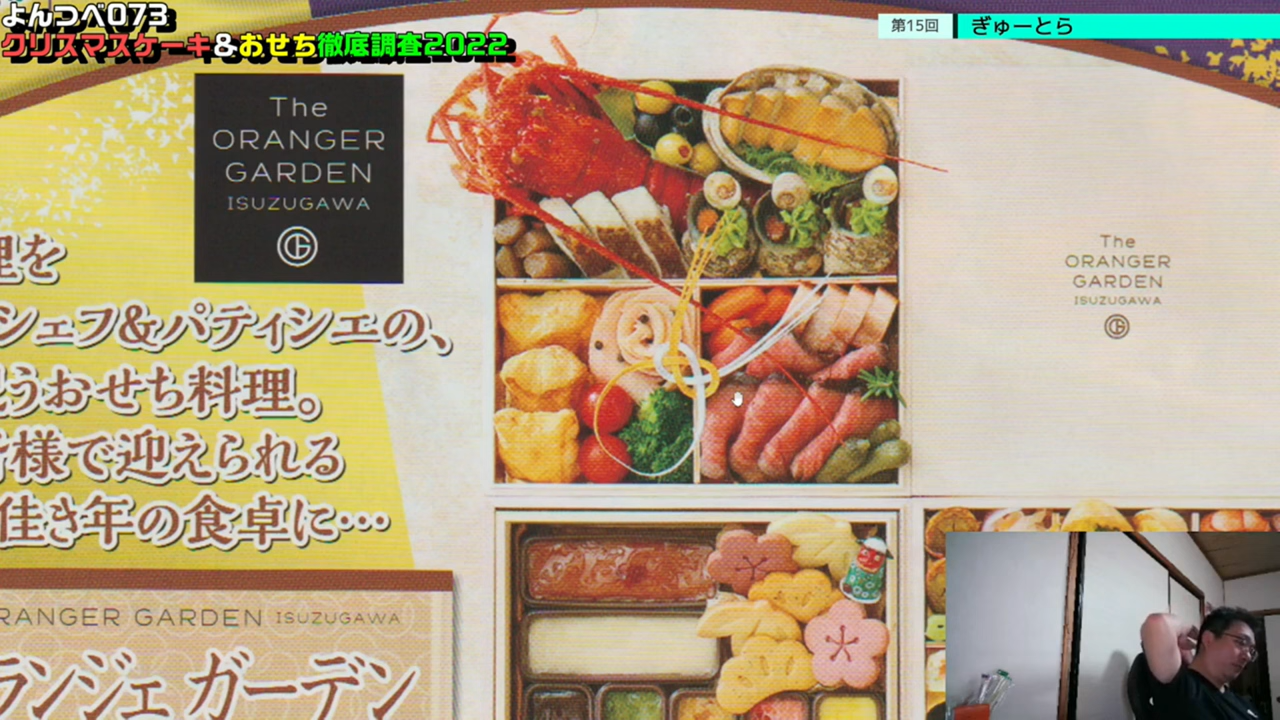 よんつべ073
クリスマスケーキ&おせち徹底調査2022
第15回
ぎゅーとら
The
ORANGER
GARDEN
ISUZUGAWA
理を
シェフ&パティシエの、
うおせち料理。
様で迎えられる
佳き年の食卓に…
The
ORANGER
GARDEN
ISUZUGAWA
RANGER GARDEN ISUZUGAWA
ランジェ ガーデン